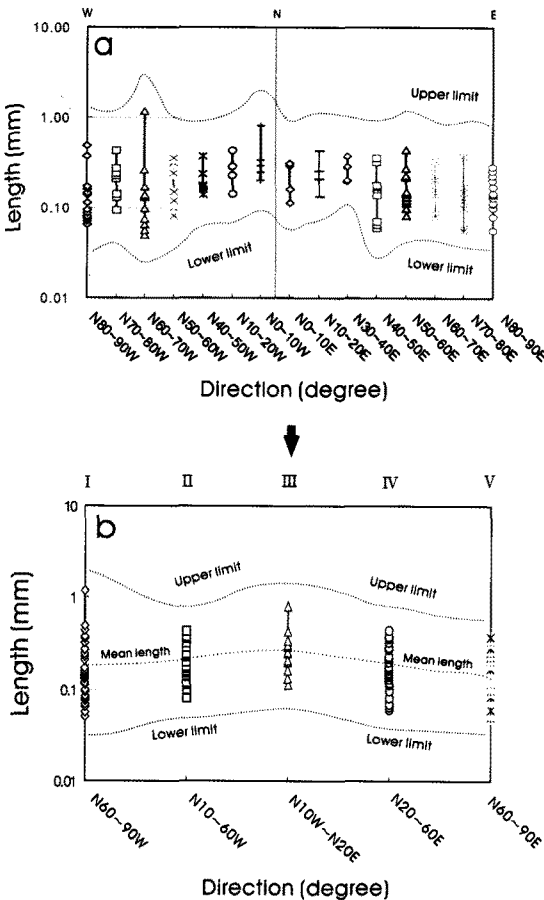 W N E
a
10.00
1.00
0.10
0.01
Length (mm)
Upper limit
Lower limit
Lower limit
N80~90W
N70~80W
N60~70W
N50~60W
N40~50W
N10~20W
N0~10W
N0~10E
N10~20E
N30~40E
N40~50E
N50~60E
N60~70E
N70~80E
N80~90E
Direction (degree)
I II III IV V
b
10
1
0.1
0.01
Length (mm)
Upper limit
Upper limit
Mean length
Mean length
Lower limit
Lower limit
N60~90W
N10~60W
N10W~N20E
N20~60E
N60~90E
Direction (degree)